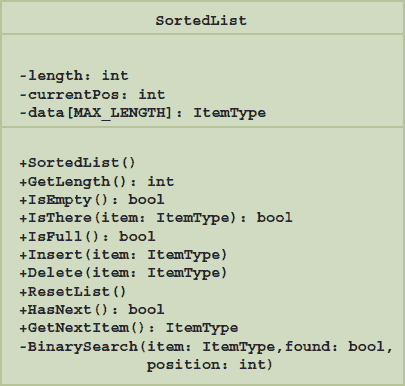 SortedList
-length: int
-currentPos: int
-data[MAX_LENGTH]: ItemType
+SortedList()
+GetLength(): int
+IsEmpty(): bool
+IsThere(item: ItemType): bool
+IsFull(): bool
+Insert(item: ItemType)
+Delete(item: ItemType)
+ResetList()
+HasNext(): bool
+GetNextItem(): ItemType
-BinarySearch(item: ItemType,found: bool,
position: int)